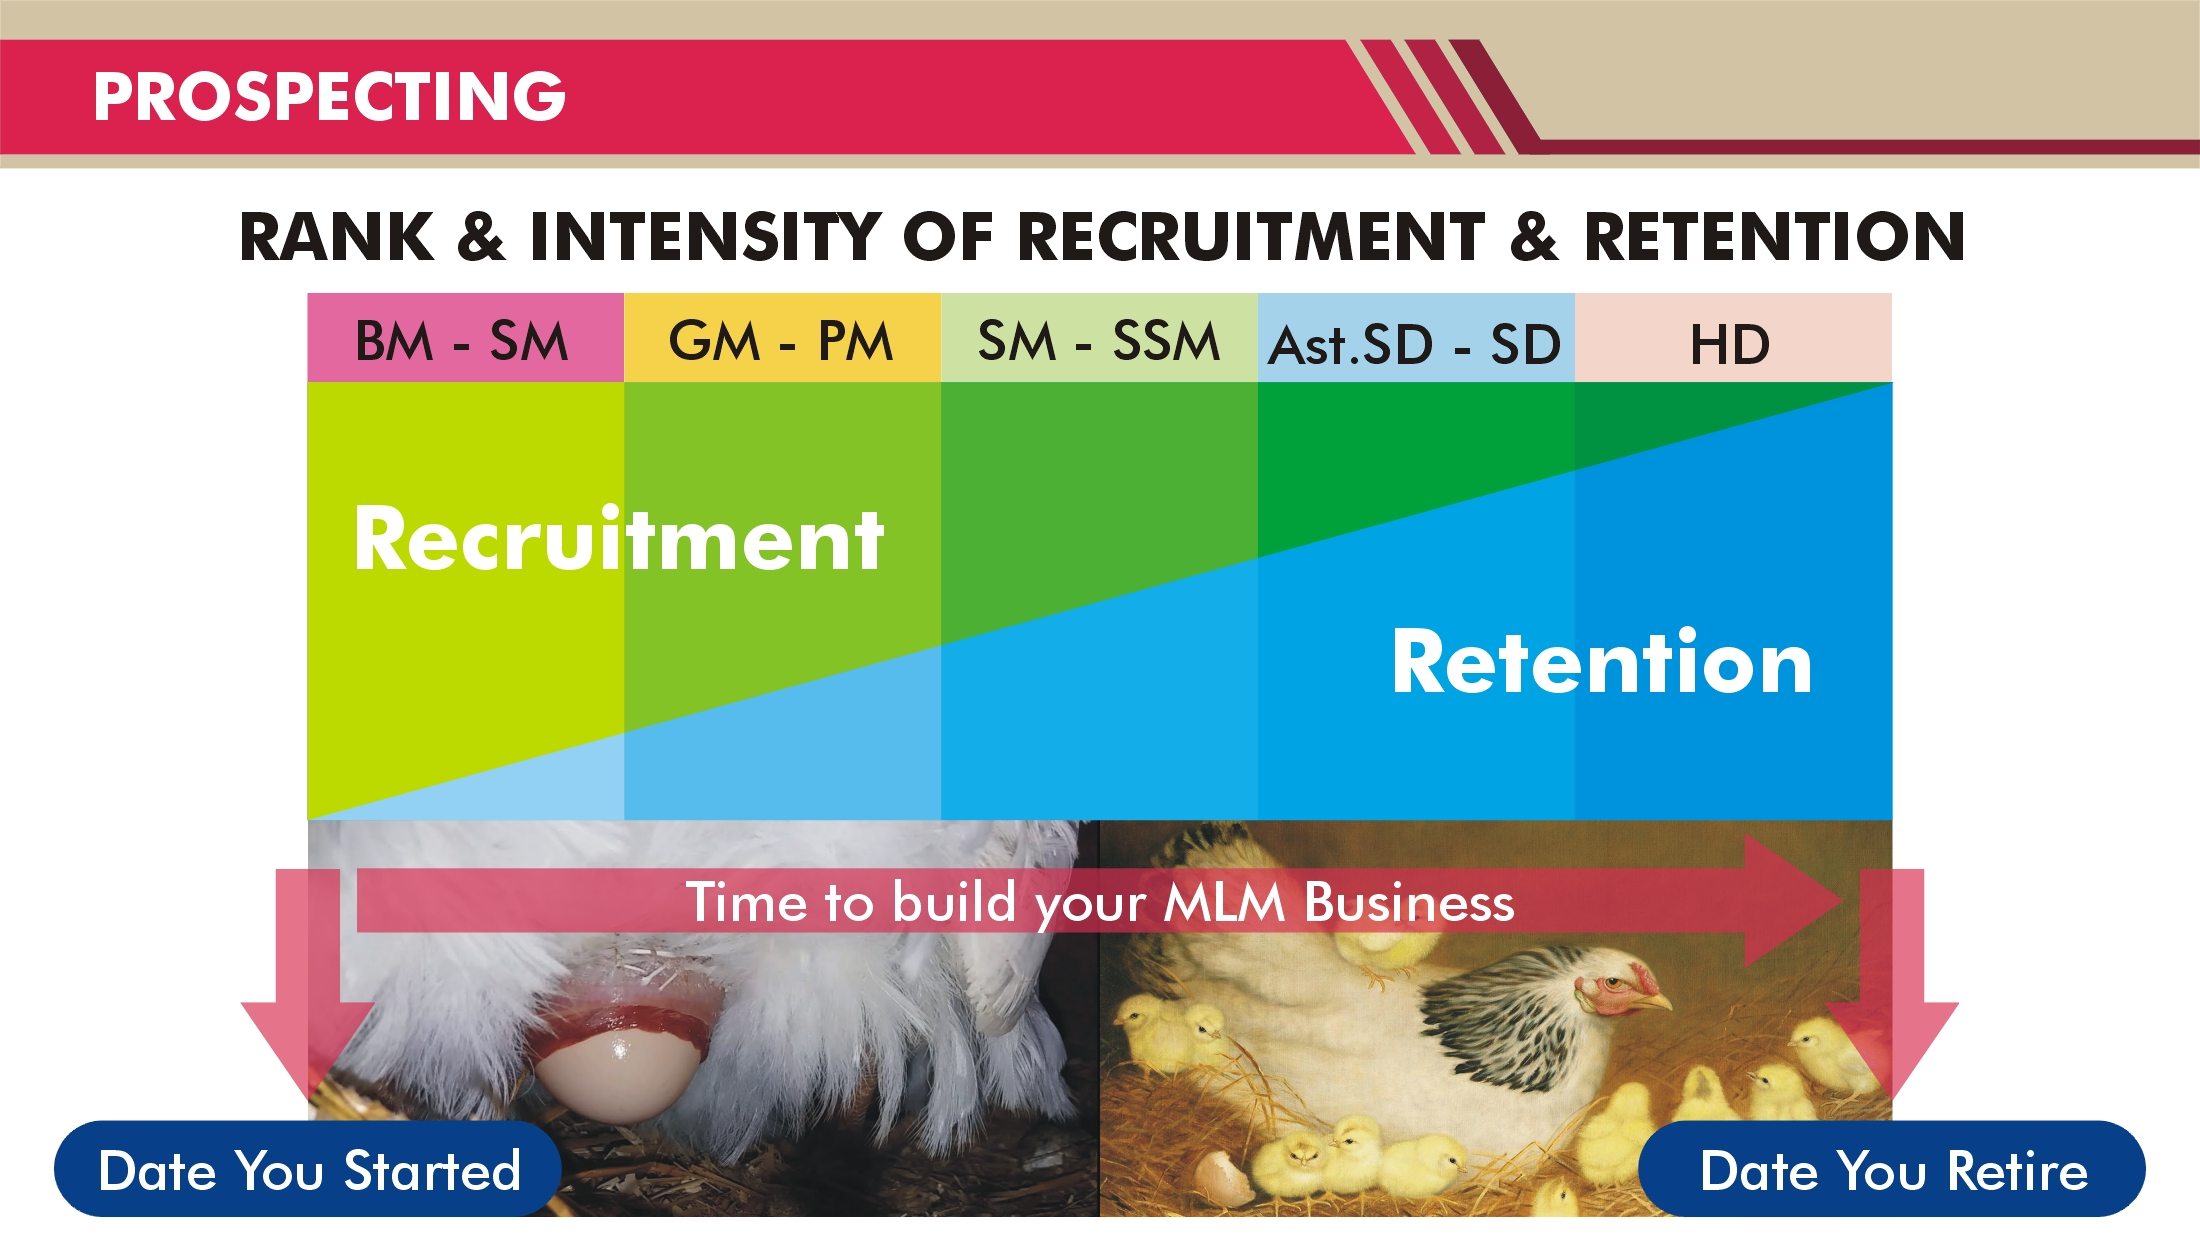 PROSPECTING
RANK & INTENSITY OF RECRUITMENT & RETENTION
BM - SM
GM - PM
SM - SSM
Ast.SD - SD
HD
Recruitment
Retention
Time to build your MLM Business
Date You Started
Date You Retire